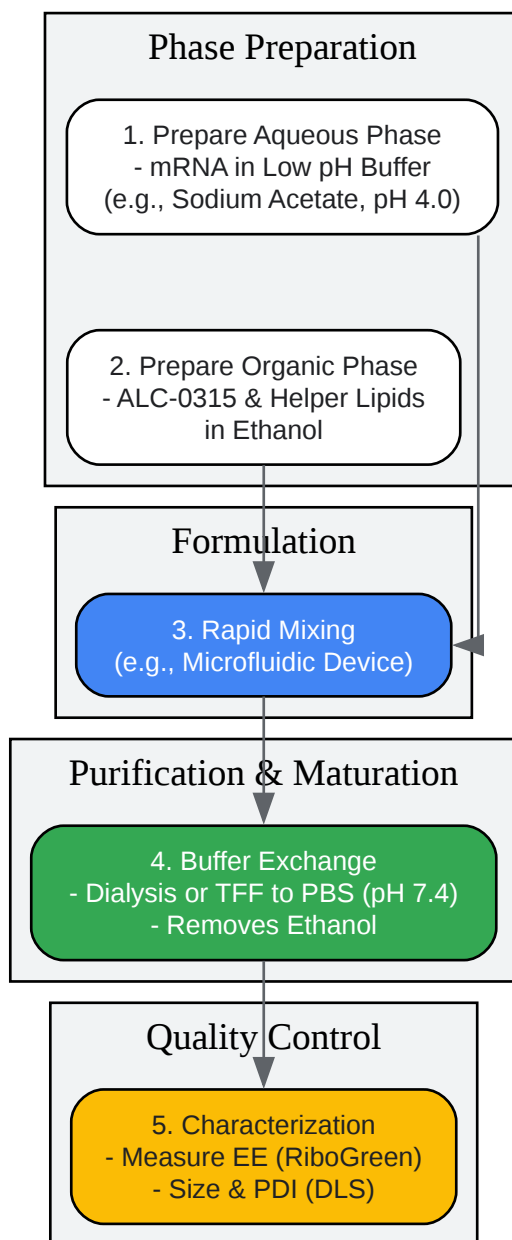 Phase Preparation
1. Prepare Aqueous Phase
- mRNA in Low pH Buffer
(e.g., Sodium Acetate, pH 4.0)
2. Prepare Organic Phase
- ALC-0315 & Helper Lipids
in Ethanol
Formulation
3. Rapid Mixing
(e.g., Microfluidic Device)
Purification & Maturation
4. Buffer Exchange
- Dialysis or TFF to PBS (pH 7.4)
- Removes Ethanol
Quality Control
5. Characterization
- Measure EE (RiboGreen)
- Size & PDI (DLS)